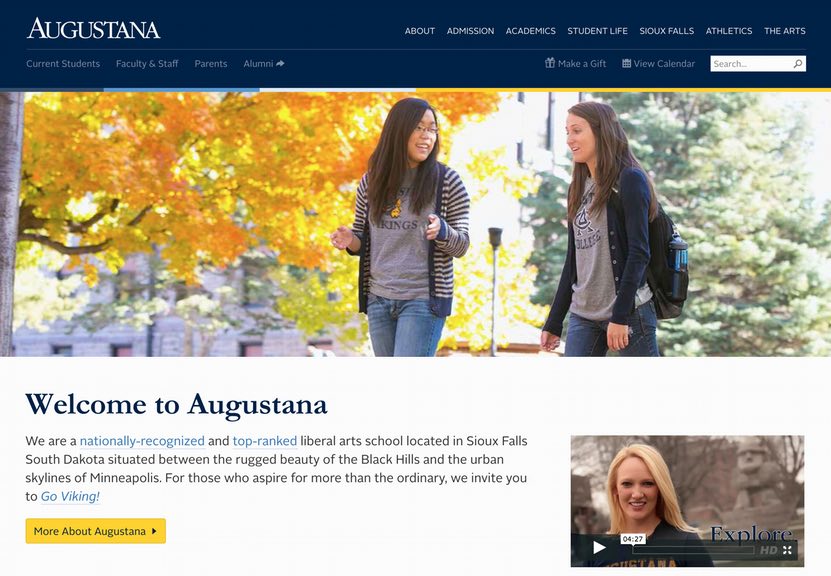 AUGUSTANA
ABOUT ADMISSION ACADEMICS STUDENT LIFE SIOUX FALLS ATHLETICS THE ARTS
Current Students Faculty & Staff Parents Alumni Make a Gift View Calendar Search...
VIKINGS
COLLEGE
Welcome to Augustana
We are a nationally-recognized and top-ranked liberal arts school located in Sioux Falls
South Dakota situated between the rugged beauty of the Black Hills and the urban
skylines of Minneapolis. For those who aspire for more than the ordinary, we invite you
to Go Viking!
More About Augustana
Explore
04:27
HD
AUGUSTANA